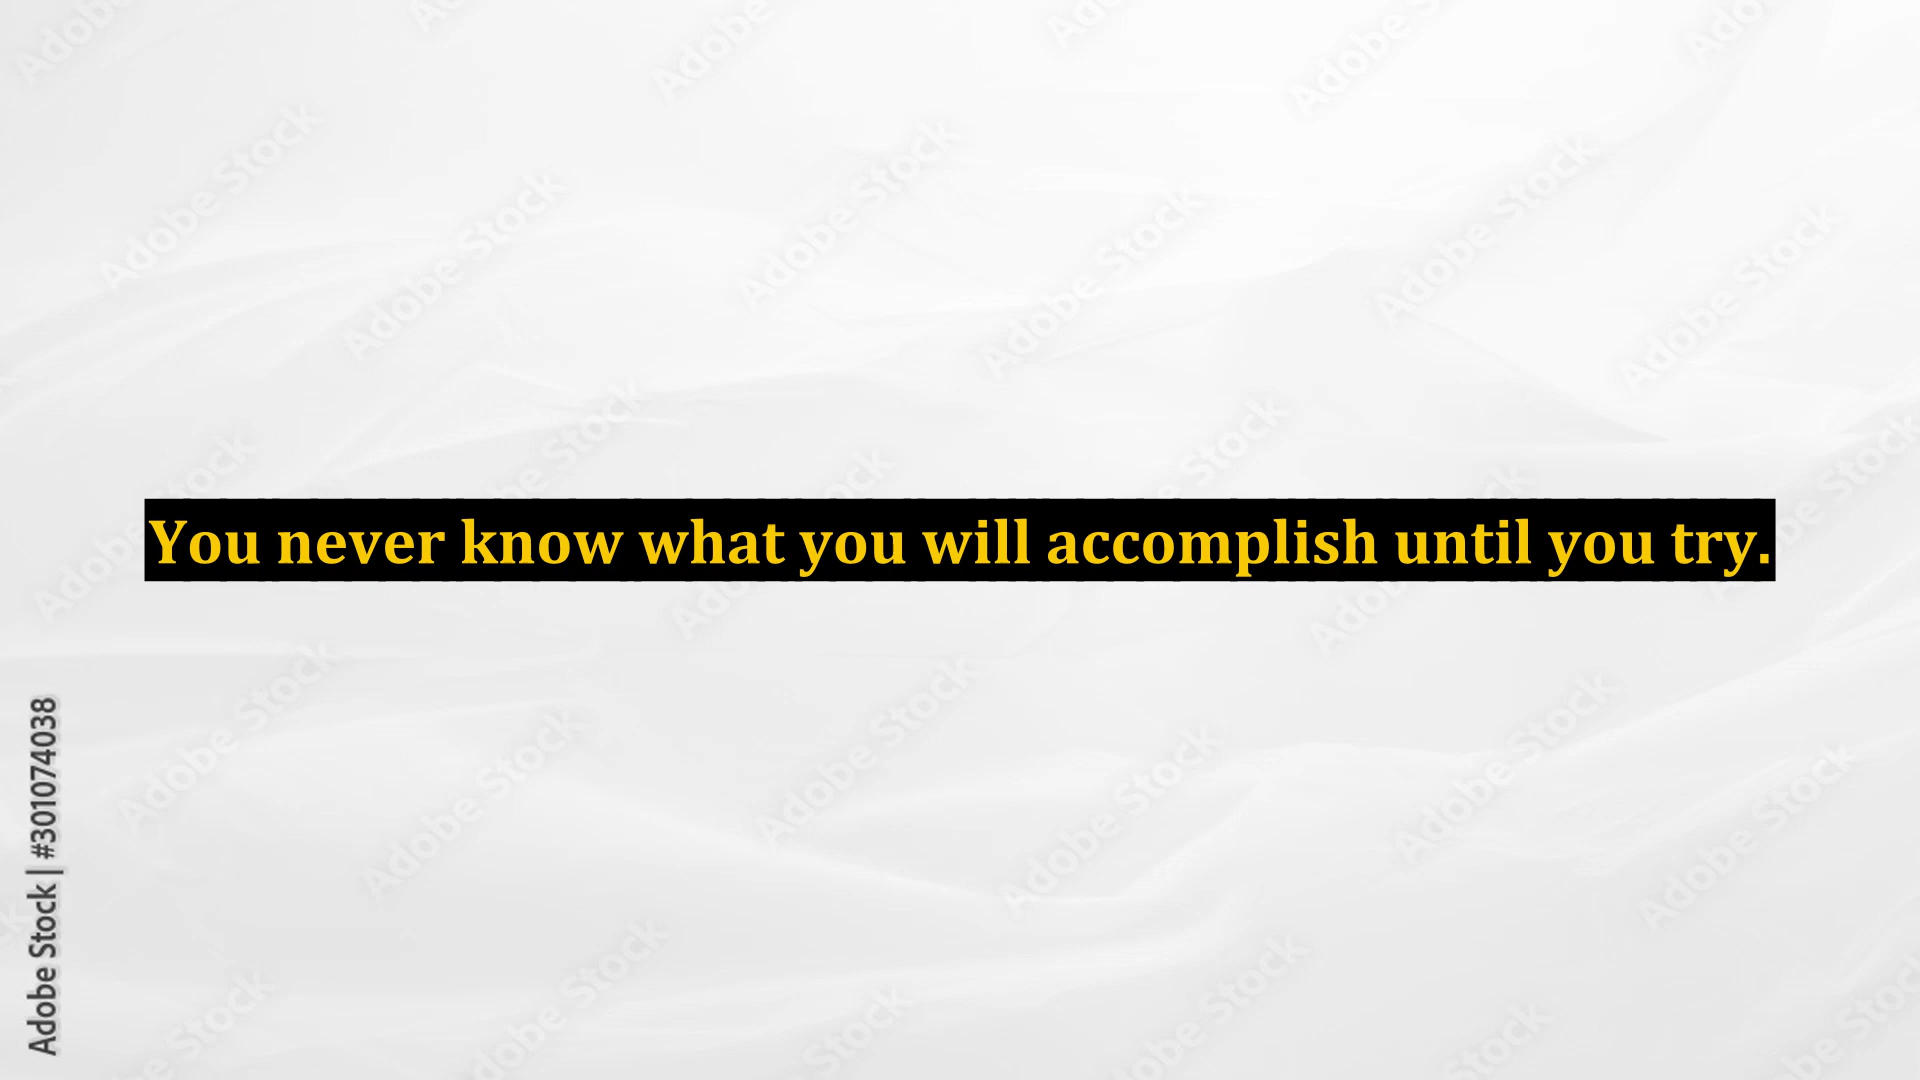 You never know what you will accomplish until you try.
Adobe Stock | #301074038